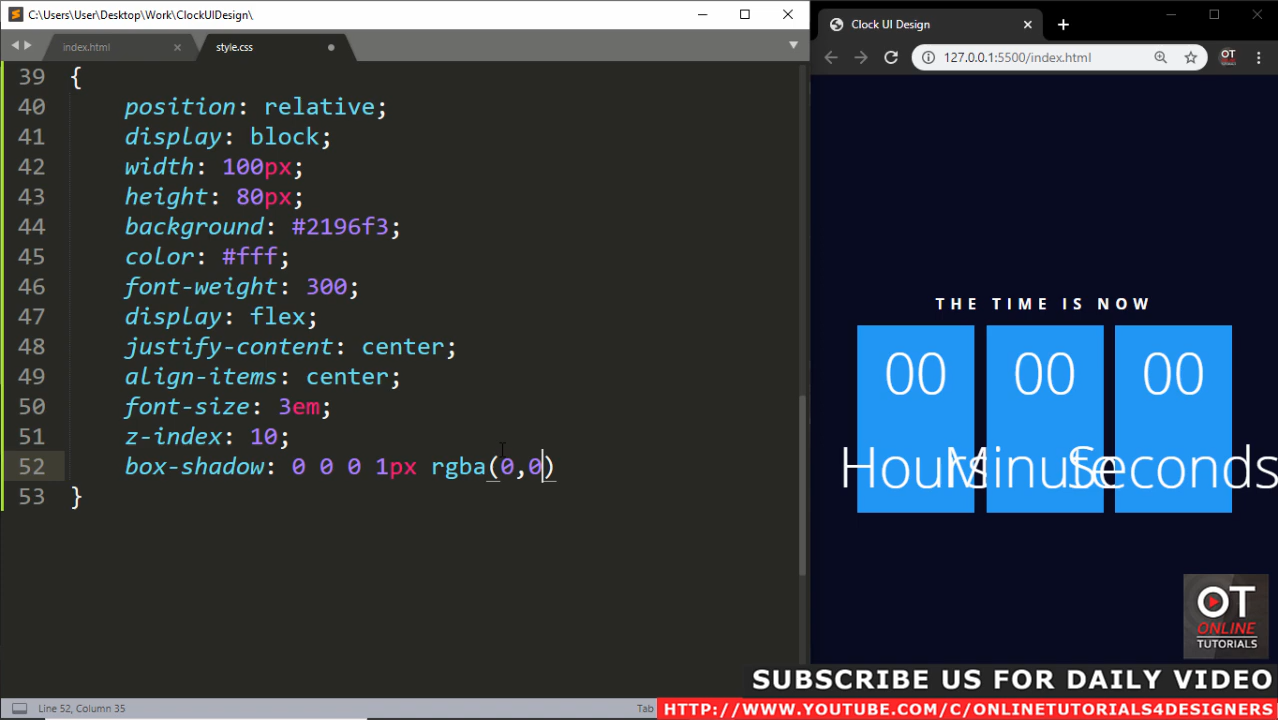 C:\Users\User\Desktop\Work\ClockUIDesign\
index.html
style.css
39 {
40 position: relative;
41 display: block;
42 width: 100px;
43 height: 80px;
44 background: #2196f3;
45 color: #fff;
46 font-weight: 300;
47 display: flex;
48 justify-content: center;
49 align-items: center;
50 font-size: 3em;
51 z-index: 10;
52 box-shadow: 0 0 0 1px rgba(0,0)
53 }
Line 52, Column 35
Tab
Clock UI Design
127.0.0.1:5500/index.html
OT
THE TIME IS NOW
00 00 00
Hours Minutes Seconds
OT
ONLINE
TUTORIALS
SUBSCRIBE US FOR DAILY VIDEO
HTTP://WWW.YOUTUBE.COM/C/ONLINETUTORIALS4DESIGNERS